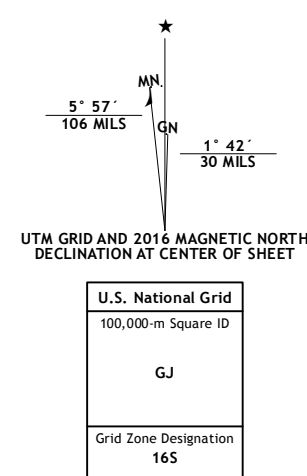 ★
MN.
GN
5° 57´
106 MILS
1° 42´
30 MILS
UTM GRID AND 2016 MAGNETIC NORTH
DECLINATION AT CENTER OF SHEET
U.S. National Grid
100,000-m Square ID
GJ
Grid Zone Designation
16S